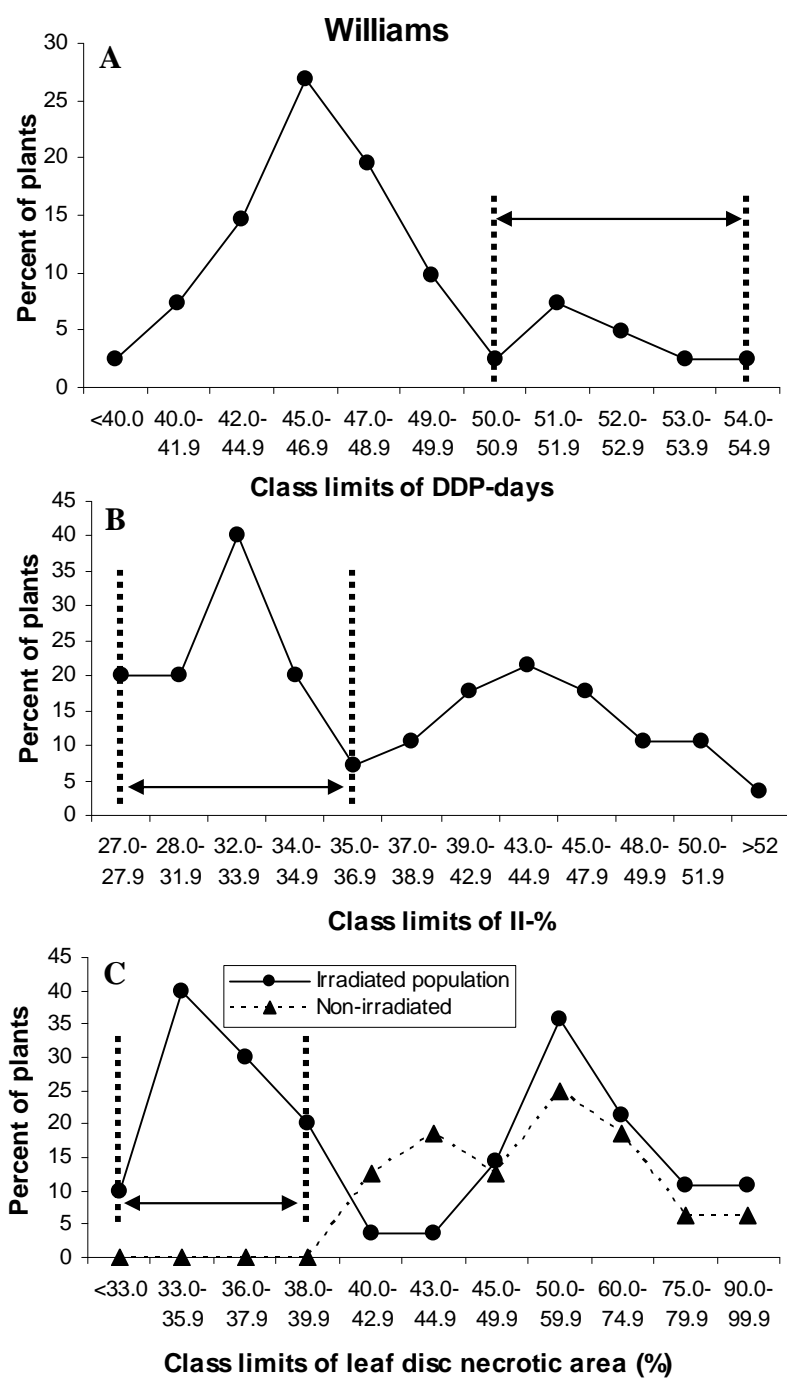 Williams
A
30
25
20
15
10
5
0
Percent of plants
<40.0 40.0- 42.0- 45.0- 47.0- 49.0- 50.0- 51.0- 52.0- 53.0- 54.0-
41.9 44.9 46.9 48.9 49.9 50.9 51.9 52.9 53.9 54.9
Class limits of DDP-days
B
45
40
35
30
25
20
15
10
5
0
Percent of plants
27.0- 28.0- 32.0- 34.0- 35.0- 37.0- 39.0- 43.0- 45.0- 48.0- 50.0- >52
27.9 31.9 33.9 34.9 36.9 38.9 42.9 44.9 47.9 49.9 51.9
Class limits of II-%
C
45
40
35
30
25
20
15
10
5
0
Percent of plants
Irradiated population
Non-irradiated
<33.0 33.0- 36.0- 38.0- 40.0- 43.0- 45.0- 50.0- 60.0- 75.0- 90.0-
35.9 37.9 39.9 42.9 44.9 49.9 59.9 74.9 79.9 99.9
Class limits of leaf disc necrotic area (%)